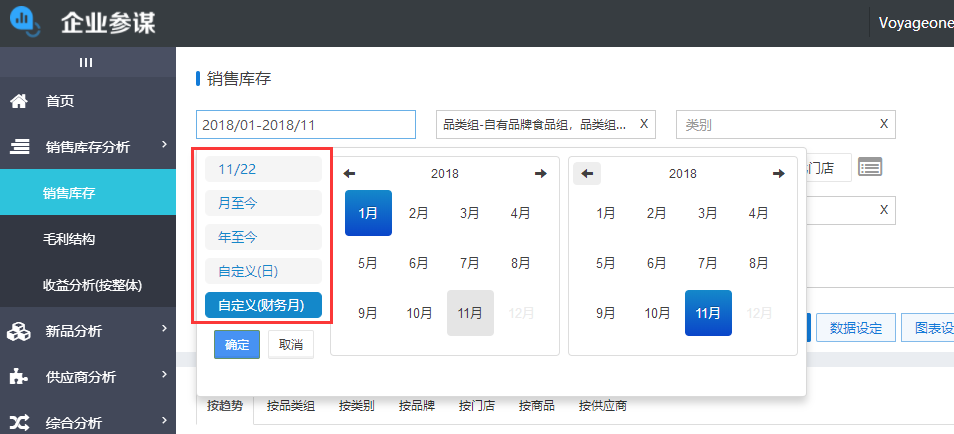 企业参谋
Voyageone
销售库存
首页
销售库存分析
销售库存
毛利结构
收益分析(按整体)
新品分析
供应商分析
综合分析
2018/01-2018/11
品类组-自有品牌食品组，品类组... X
类别 X
门店
X
11/22
月至今
年至今
自定义(日)
自定义(财务月)
确定 取消
2018
1月 2月 3月 4月
5月 6月 7月 8月
9月 10月 11月 12月
2018
1月 2月 3月 4月
5月 6月 7月 8月
9月 10月 11月 12月
数据设定 图表设
按趋势 按品类组 按类别 按品牌 按门店 按商品 按供应商